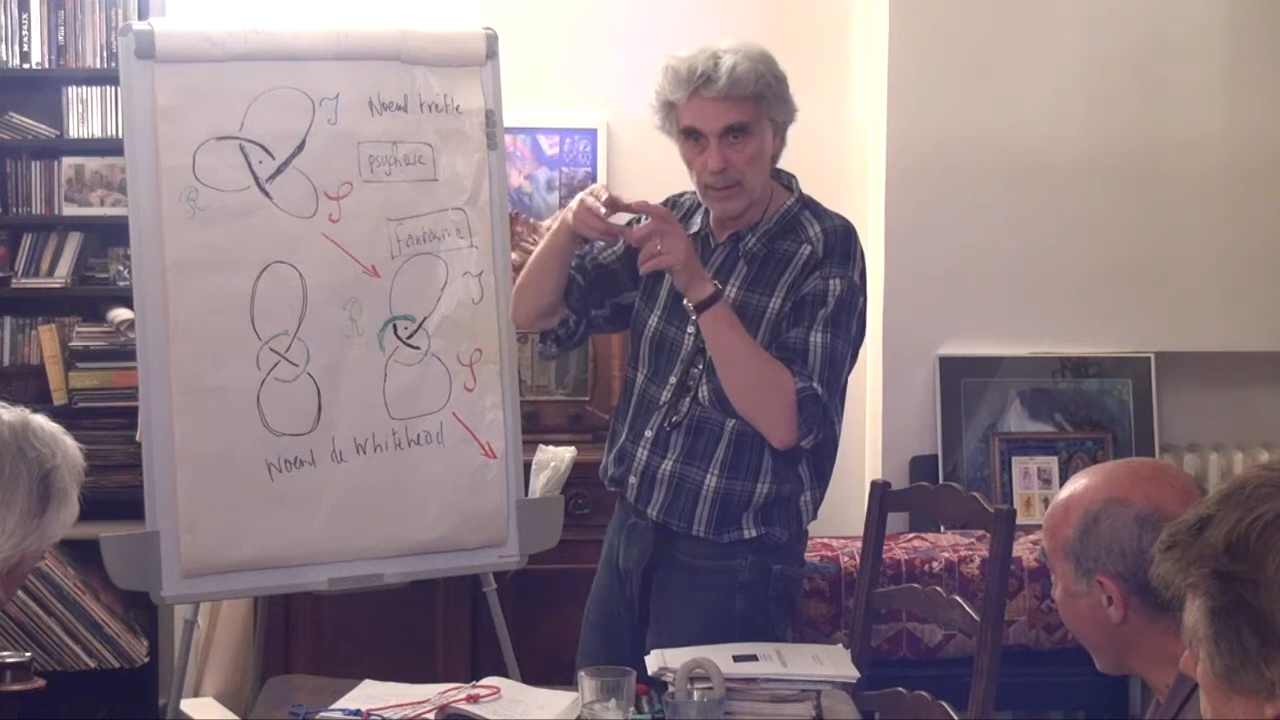 I Noeud trèfle
psychose
R
S
fantasme
I
R
S
Noeud de Whitehead